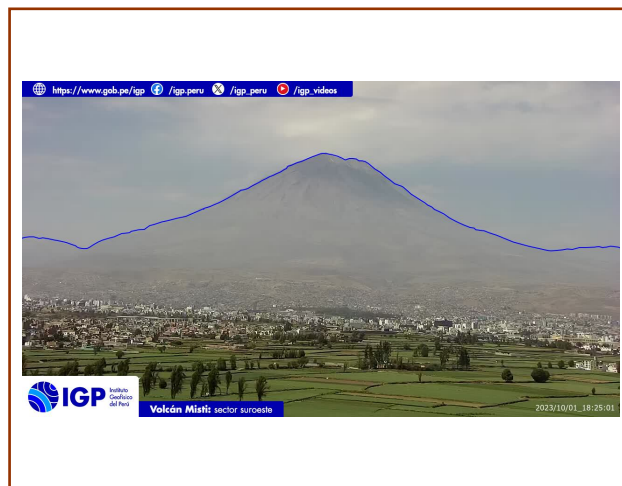 https://www.gob.pe/igp /igp.peru /igp_peru /igp_videos
IGP Instituto
Geofísico
del Perú
Volcán Misti: sector suroeste
2023/10/01_18:25:01